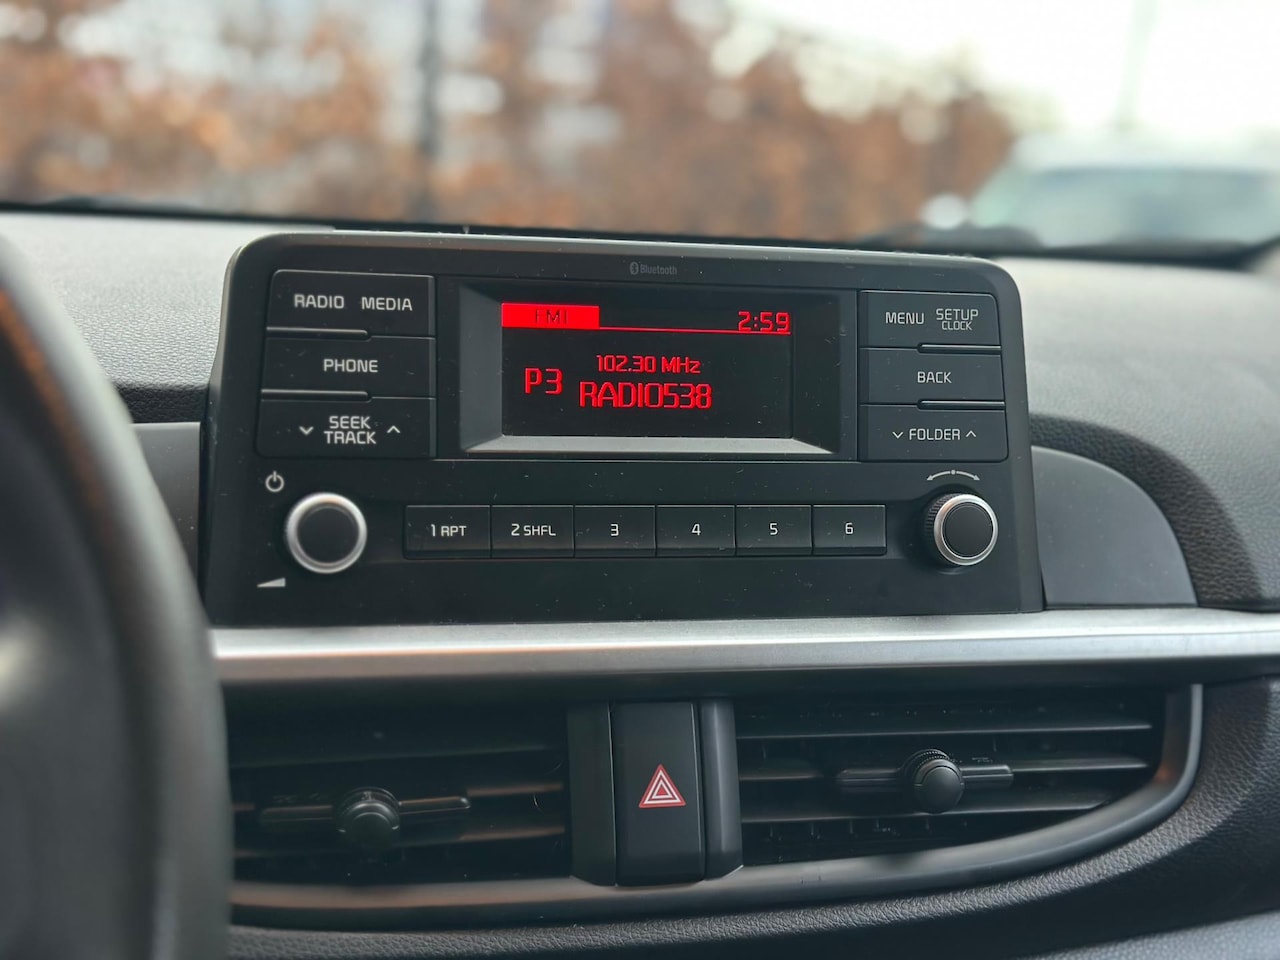 Bluetooth
RADIO MEDIA
PHONE
SEEK
TRACK
FM1
2:59
102.30 MHz
P3
RADIO538
MENU SETUP
CLOCK
BACK
FOLDER
1 RPT
2 SHFL
3
4
5
6